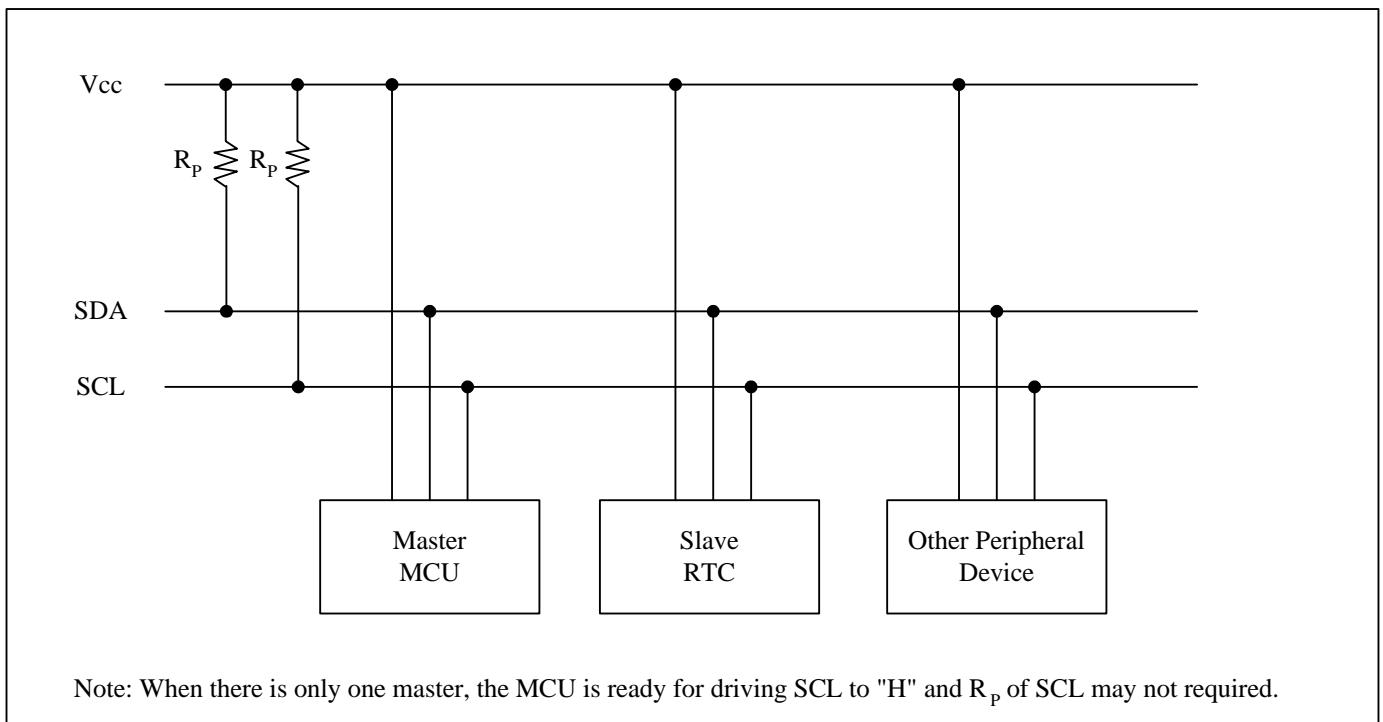 Vcc
R_P R_P
SDA
SCL
Master
MCU
Slave
RTC
Other Peripheral
Device
Note: When there is only one master, the MCU is ready for driving SCL to "H" and R_P of SCL may not required.